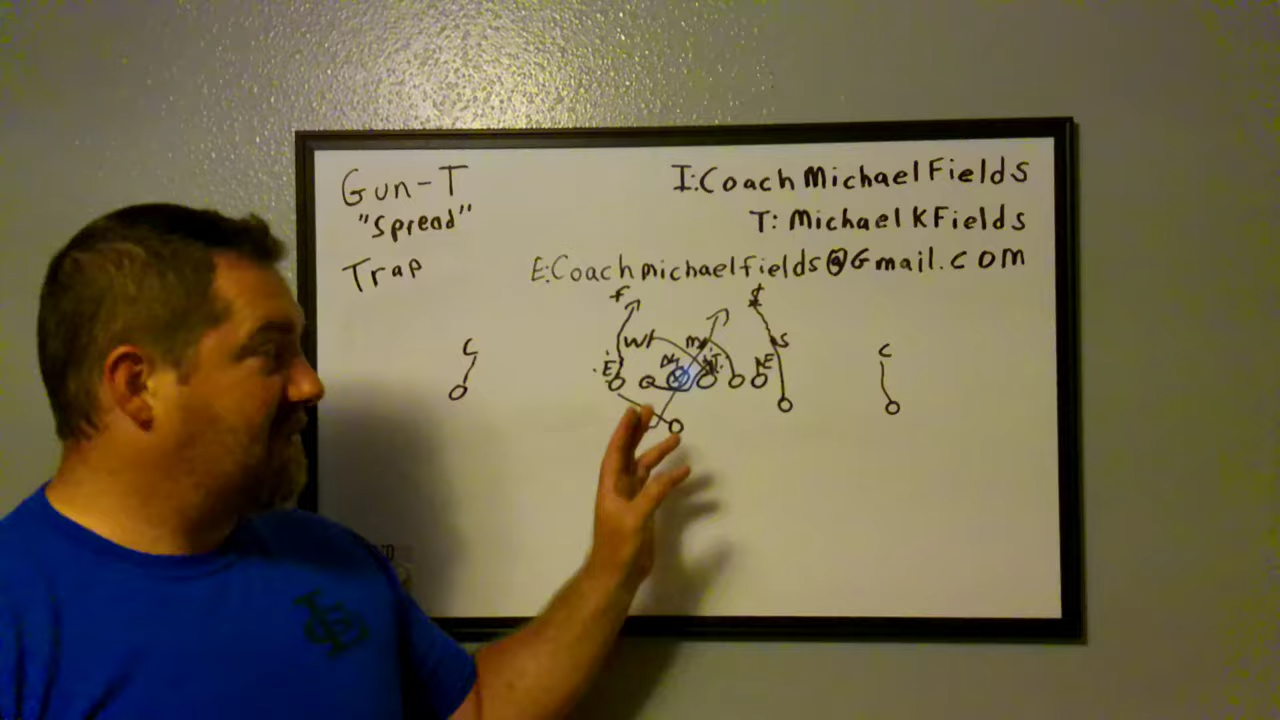 Gun-T
"Spread"
Trap
I:CoachMichaelFields
T: MichaelKFields
E:Coachmichaelfields@Gmail.com
f $
C W M S C
E N T E